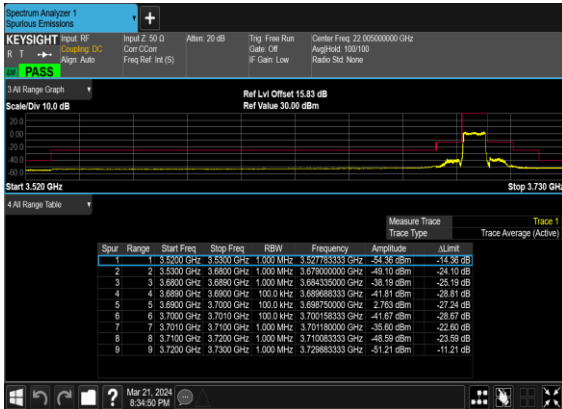 Spectrum Analyzer 1
Spurious Emissions
KEYSIGHT Input: RF Input Z: 50 Ω Atten: 20 dB Trig: Free Run Center Freq: 22.005000000 GHz
R T Coupling: DC Corr CCorr Gate: Off Avg|Hold: 100/100
Align: Auto Freq Ref: Int (S) IF Gain: Low Radio Std: None
PASS
3 All Range Graph
Ref Lvl Offset 15.83 dB
Scale/Div 10.0 dB Ref Value 30.00 dBm
20.0
0.00
-20.0
-40.0
-60.0
Start 3.520 GHz Stop 3.730 GHz
4 All Range Table
Measure Trace Trace 1
Trace Type Trace Average (Active)
Spur Range Start Freq Stop Freq RBW Frequency Amplitude ΔLimit
1 1 3.5200 GHz 3.5300 GHz 1.000 MHz 3.527783333 GHz -54.36 dBm -14.36 dB
2 2 3.5300 GHz 3.6800 GHz 1.000 MHz 3.679000000 GHz -49.10 dBm -24.10 dB
3 3 3.6800 GHz 3.6890 GHz 1.000 MHz 3.684335000 GHz -38.19 dBm -25.19 dB
4 4 3.6890 GHz 3.6900 GHz 100.0 kHz 3.689688333 GHz -41.81 dBm -28.81 dB
5 5 3.6900 GHz 3.7000 GHz 100.0 kHz 3.698750000 GHz 2.763 dBm -27.24 dB
6 6 3.7000 GHz 3.7010 GHz 100.0 kHz 3.700158333 GHz -41.67 dBm -28.67 dB
7 7 3.7010 GHz 3.7100 GHz 1.000 MHz 3.701180000 GHz -35.60 dBm -22.60 dB
8 8 3.7100 GHz 3.7200 GHz 1.000 MHz 3.710083333 GHz -48.59 dBm -23.59 dB
9 9 3.7200 GHz 3.7300 GHz 1.000 MHz 3.729883333 GHz -51.21 dBm -11.21 dB
Mar 21, 2024
8:34:50 PM